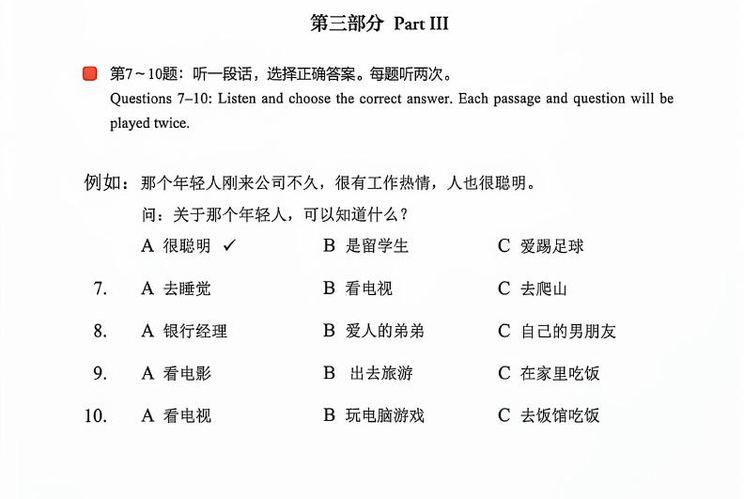 第三部分 Part III
第7~10题：听一段话，选择正确答案。每题听两次。
Questions 7–10: Listen and choose the correct answer. Each passage and question will be
played twice.
例如：那个年轻人刚来公司不久，很有工作热情，人也很聪明。
问：关于那个年轻人，可以知道什么？
A 很聪明 ✓ B 是留学生 C 爱踢足球
7. A 去睡觉 B 看电视 C 去爬山
8. A 银行经理 B 爱人的弟弟 C 自己的男朋友
9. A 看电影 B 出去旅游 C 在家里吃饭
10. A 看电视 B 玩电脑游戏 C 去饭馆吃饭